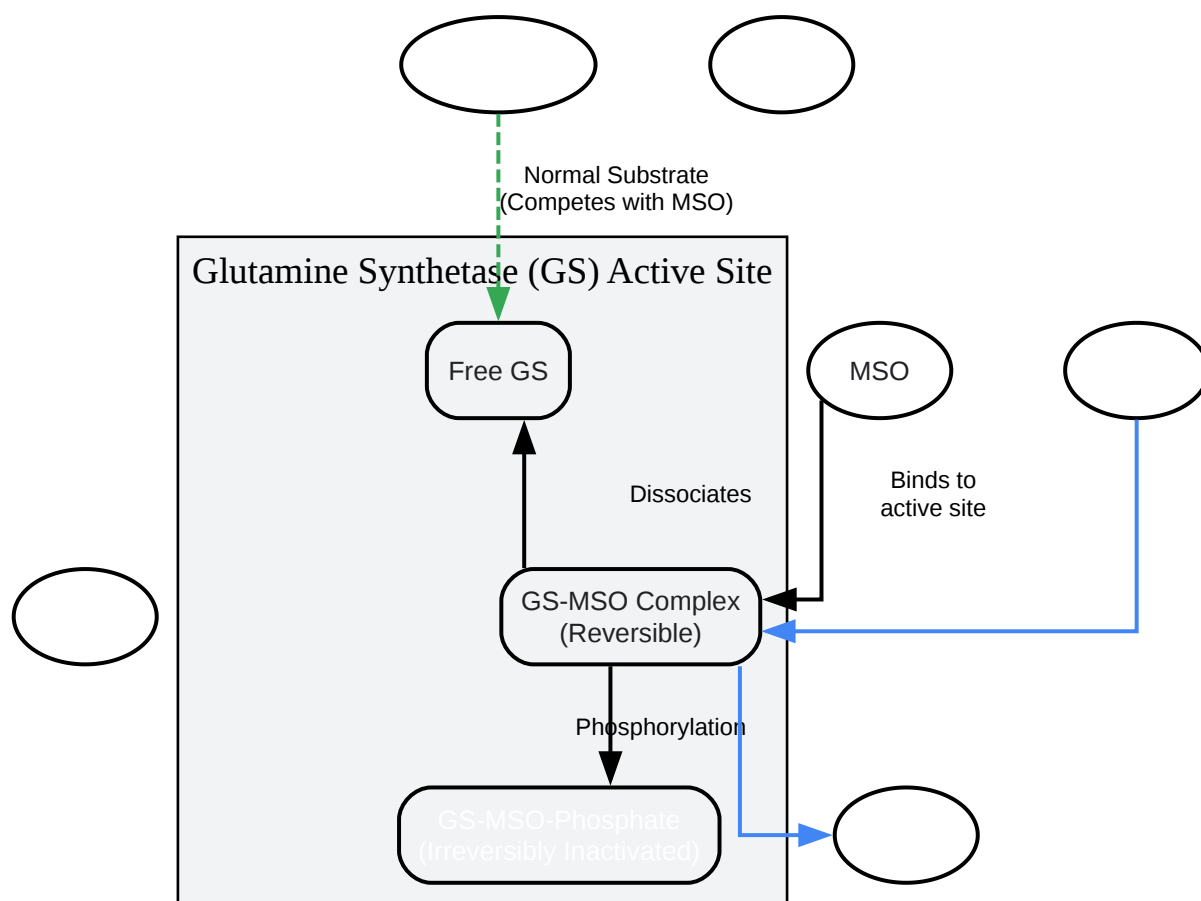 Normal Substrate
(Competes with MSO)
Glutamine Synthetase (GS) Active Site
Free GS
MSO
Dissociates
Binds to
active site
GS-MSO Complex
(Reversible)
Phosphorylation
GS-MSO-Phosphate
(Irreversibly Inactivated)